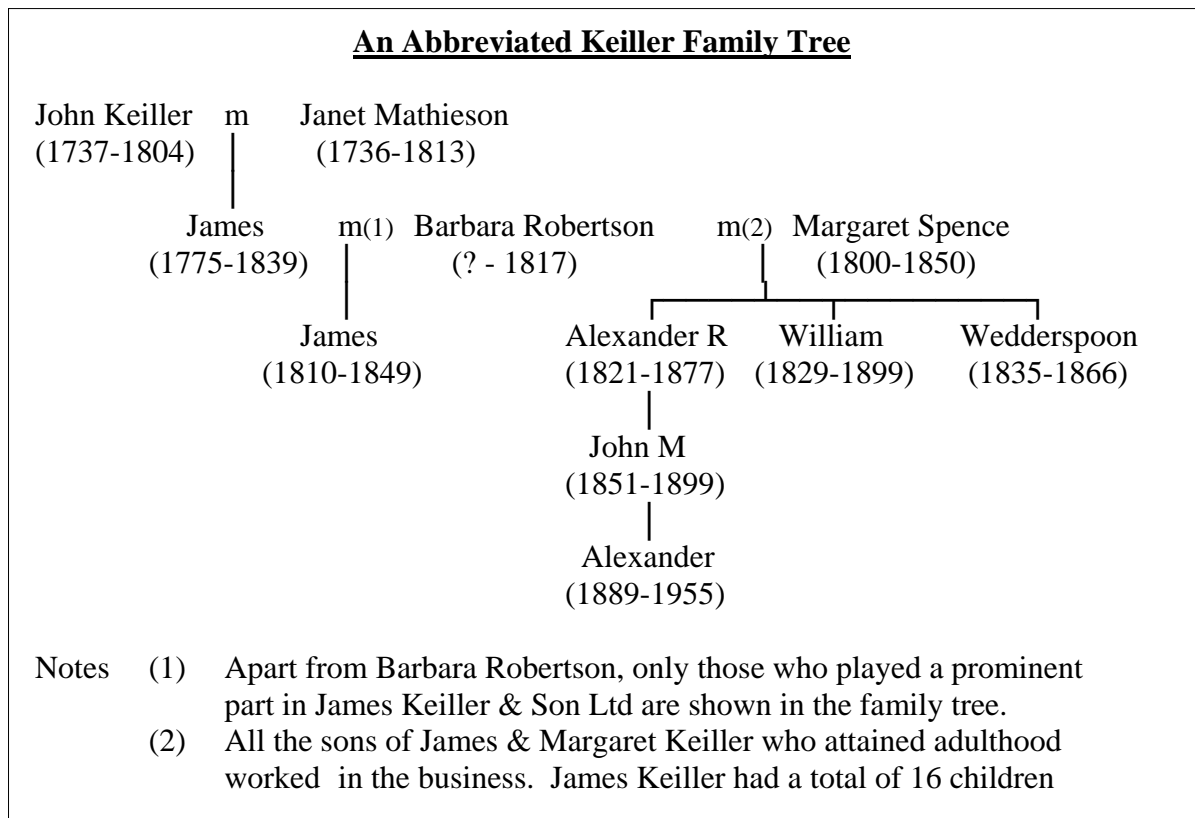 An Abbreviated Keiller Family Tree
John Keiller m Janet Mathieson
(1737-1804) (1736-1813)
James m(1) Barbara Robertson m(2) Margaret Spence
(1775-1839) (? - 1817) (1800-1850)
James Alexander R William Wedderspoon
(1810-1849) (1821-1877) (1829-1899) (1835-1866)
John M
(1851-1899)
Alexander
(1889-1955)
Notes (1) Apart from Barbara Robertson, only those who played a prominent
part in James Keiller & Son Ltd are shown in the family tree.
(2) All the sons of James & Margaret Keiller who attained adulthood
worked in the business. James Keiller had a total of 16 children